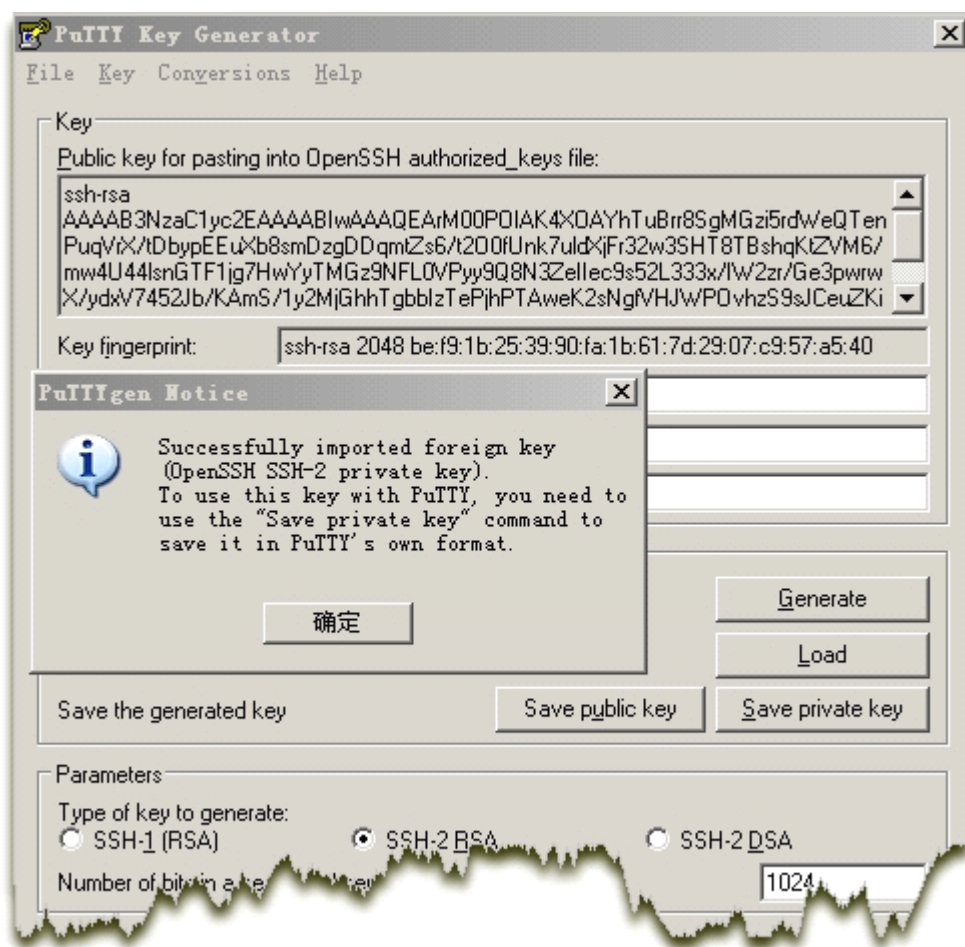 PuTTY Key Generator
File Key Conversions Help
Key
Public key for pasting into OpenSSH authorized_keys file:
ssh-rsa
AAAAB3NzaC1yc2EAAAABIwAAAQEArM00POIAK4XOAYhTuBrr8SgMGzi5rdWeQTen
PuqVrX/tDbypEEuXb8smDzgDDqmtZs6/t2O0fUnk7uldXjFr32w3SHT8TBshqKtZVM6/
mw4U44lsnGTF1jg7HwYyTMGz9NFL0VPyy9Q8N3ZeIlec9s52L333x/lW2zr/Ge3pwrw
X/ydxV7452Jb/KAmS/1y2MjGhhTgbblzTePjhPTAweK2sNgfVHJWPOvhzS9sJCeuZKi
Key fingerprint: ssh-rsa 2048 be:f9:1b:25:39:90:fa:1b:61:7d:29:07:c9:57:a5:40
PuTTYgen Notice
Successfully imported foreign key
(OpenSSH SSH-2 private key).
To use this key with PuTTY, you need to
use the "Save private key" command to
save it in PuTTY's own format.
确定
Generate
Load
Save the generated key Save public key Save private key
Parameters
Type of key to generate:
SSH-1 (RSA) SSH-2 RSA SSH-2 DSA
Number of bits in a 1024